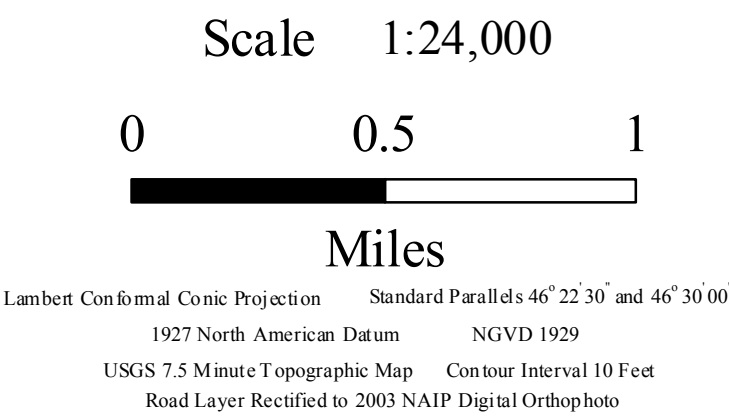 Scale 1:24,000
0 0.5 1
Miles
Lambert Conformal Conic Projection Standard Parallels 46° 22' 30" and 46° 30' 00"
1927 North American Datum NGVD 1929
USGS 7.5 Minute Topographic Map Contour Interval 10 Feet
Road Layer Rectified to 2003 NAIP Digital Orthophoto